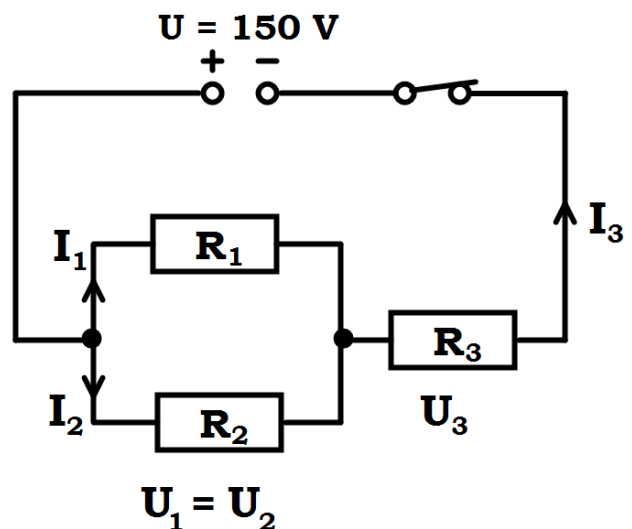 U = 150 V
+ −
I₃
I₁
R₁
R₃
I₂
R₂
U₃
U₁ = U₂